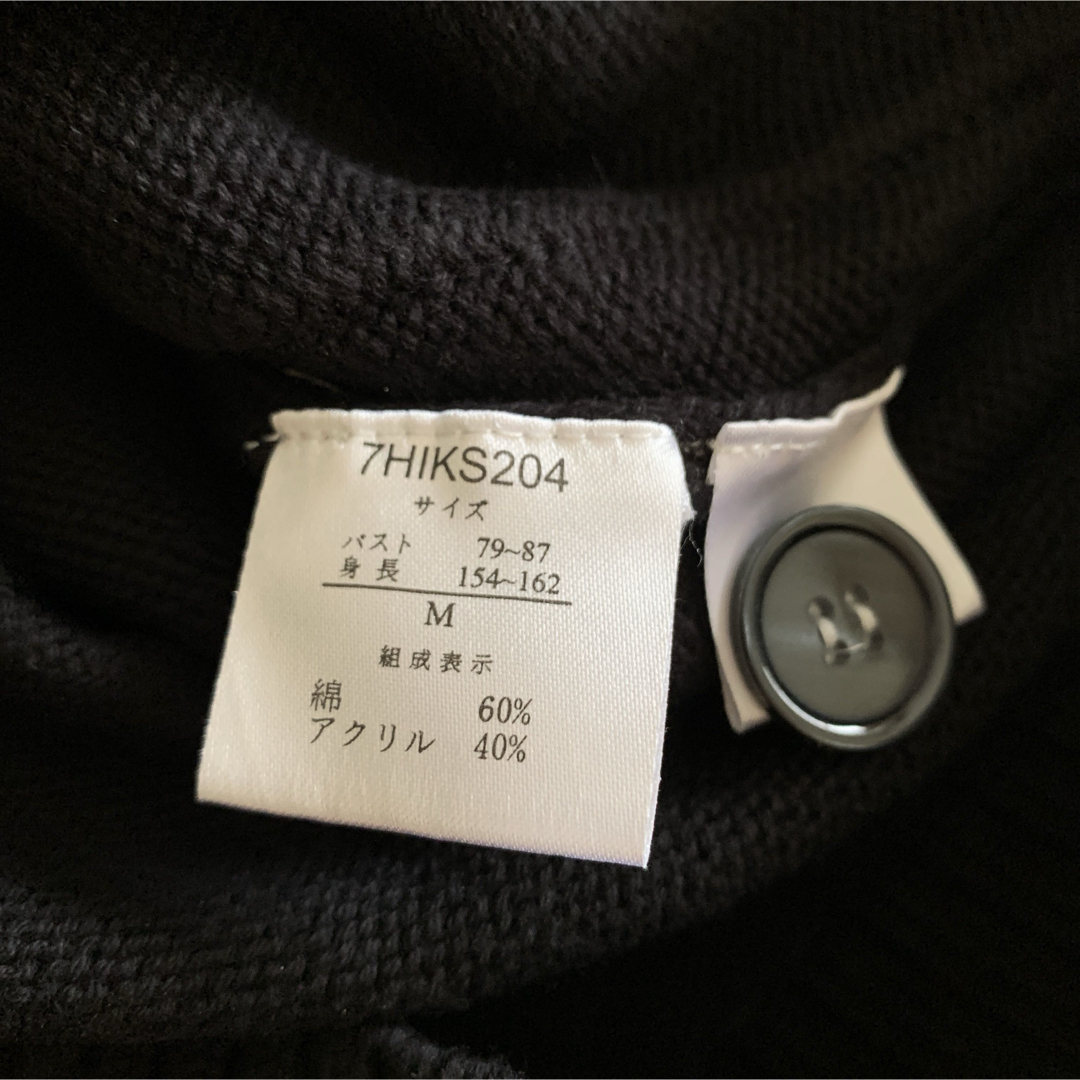 7HIKS204
サイズ
バスト 79~87
身長 154~162
M
組成表示
綿 60%
アクリル 40%